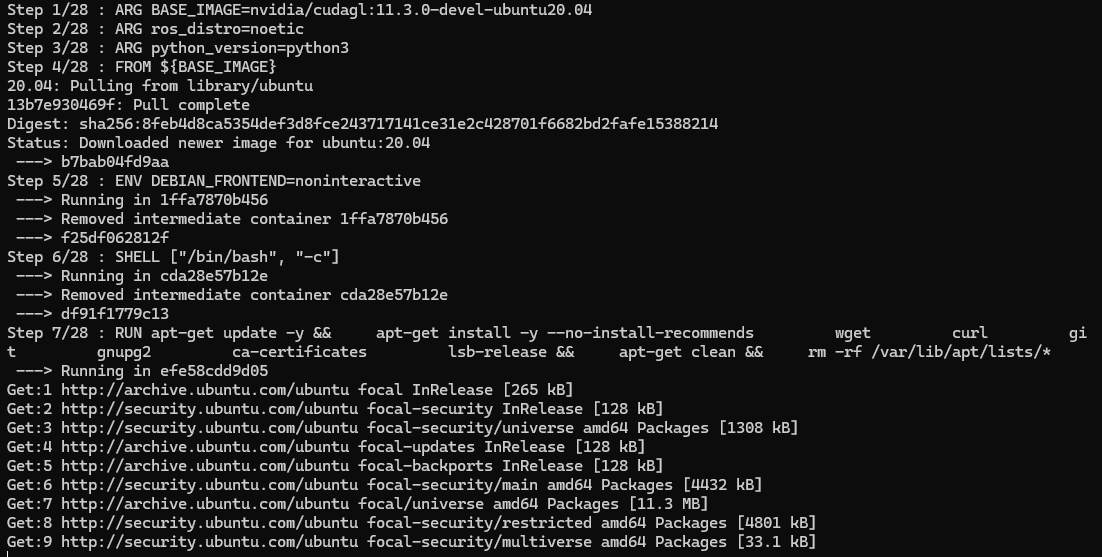 Step 1/28 : ARG BASE_IMAGE=nvidia/cudagl:11.3.0-devel-ubuntu20.04
Step 2/28 : ARG ros_distro=noetic
Step 3/28 : ARG python_version=python3
Step 4/28 : FROM ${BASE_IMAGE}
20.04: Pulling from library/ubuntu
13b7e930469f: Pull complete
Digest: sha256:8feb4d8ca5354def3d8fce243717141ce31e2c428701f6682bd2fafe15388214
Status: Downloaded newer image for ubuntu:20.04
 ---> b7bab04fd9aa
Step 5/28 : ENV DEBIAN_FRONTEND=noninteractive
 ---> Running in 1ffa7870b456
 ---> Removed intermediate container 1ffa7870b456
 ---> f25df062812f
Step 6/28 : SHELL ["/bin/bash", "-c"]
 ---> Running in cda28e57b12e
 ---> Removed intermediate container cda28e57b12e
 ---> df91f1779c13
Step 7/28 : RUN apt-get update -y &&     apt-get install -y --no-install-recommends         wget         curl         gi
t         gnupg2         ca-certificates         lsb-release &&     apt-get clean &&     rm -rf /var/lib/apt/lists/*
 ---> Running in efe58cdd9d05
Get:1 http://archive.ubuntu.com/ubuntu focal InRelease [265 kB]
Get:2 http://security.ubuntu.com/ubuntu focal-security InRelease [128 kB]
Get:3 http://security.ubuntu.com/ubuntu focal-security/universe amd64 Packages [1308 kB]
Get:4 http://archive.ubuntu.com/ubuntu focal-updates InRelease [128 kB]
Get:5 http://archive.ubuntu.com/ubuntu focal-backports InRelease [128 kB]
Get:6 http://security.ubuntu.com/ubuntu focal-security/main amd64 Packages [4432 kB]
Get:7 http://archive.ubuntu.com/ubuntu focal/universe amd64 Packages [11.3 MB]
Get:8 http://security.ubuntu.com/ubuntu focal-security/restricted amd64 Packages [4801 kB]
Get:9 http://security.ubuntu.com/ubuntu focal-security/multiverse amd64 Packages [33.1 kB]